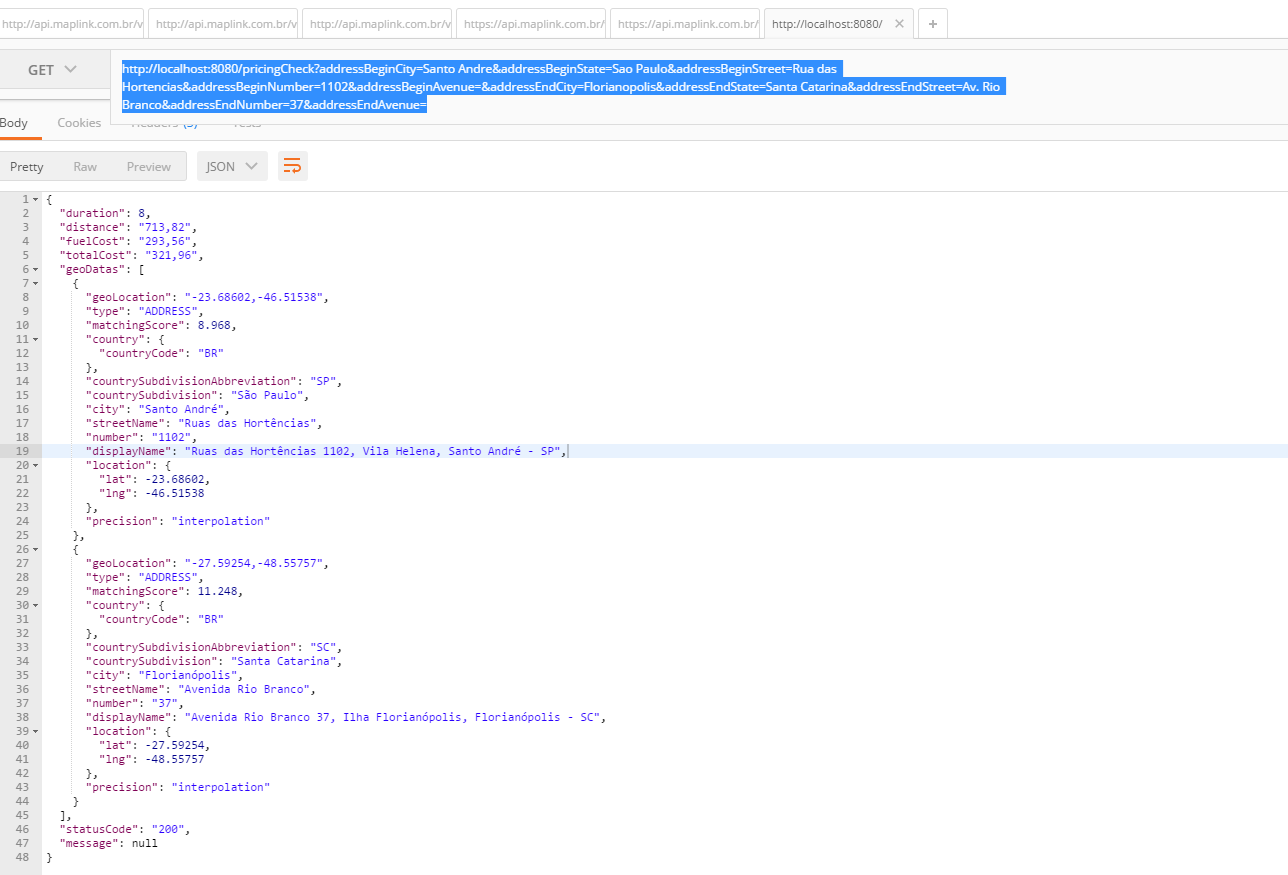 http://api.maplink.com.br/v
http://api.maplink.com.br/v
http://api.maplink.com.br/v
https://api.maplink.com.br/
https://api.maplink.com.br/
http://localhost:8080/ ✕
+
GET
http://localhost:8080/pricingCheck?addressBeginCity=Santo Andre&addressBeginState=Sao Paulo&addressBeginStreet=Rua das
Hortencias&addressBeginNumber=1102&addressBeginAvenue=&addressEndCity=Florianopolis&addressEndState=Santa Catarina&addressEndStreet=Av. Rio
Branco&addressEndNumber=37&addressEndAvenue=
Body Cookies Headers (3) Tests
Pretty Raw Preview JSON
1 {
2 "duration": 8,
3 "distance": "713,82",
4 "fuelCost": "293,56",
5 "totalCost": "321,96",
6 "geoDatas": [
7 {
8 "geoLocation": "-23.68602,-46.51538",
9 "type": "ADDRESS",
10 "matchingScore": 8.968,
11 "country": {
12 "countryCode": "BR"
13 },
14 "countrySubdivisionAbbreviation": "SP",
15 "countrySubdivision": "São Paulo",
16 "city": "Santo André",
17 "streetName": "Ruas das Hortências",
18 "number": "1102",
19 "displayName": "Ruas das Hortências 1102, Vila Helena, Santo André - SP",
20 "location": {
21 "lat": -23.68602,
22 "lng": -46.51538
23 },
24 "precision": "interpolation"
25 },
26 {
27 "geoLocation": "-27.59254,-48.55757",
28 "type": "ADDRESS",
29 "matchingScore": 11.248,
30 "country": {
31 "countryCode": "BR"
32 },
33 "countrySubdivisionAbbreviation": "SC",
34 "countrySubdivision": "Santa Catarina",
35 "city": "Florianópolis",
36 "streetName": "Avenida Rio Branco",
37 "number": "37",
38 "displayName": "Avenida Rio Branco 37, Ilha Florianópolis, Florianópolis - SC",
39 "location": {
40 "lat": -27.59254,
41 "lng": -48.55757
42 },
43 "precision": "interpolation"
44 }
45 ],
46 "statusCode": "200",
47 "message": null
48 }